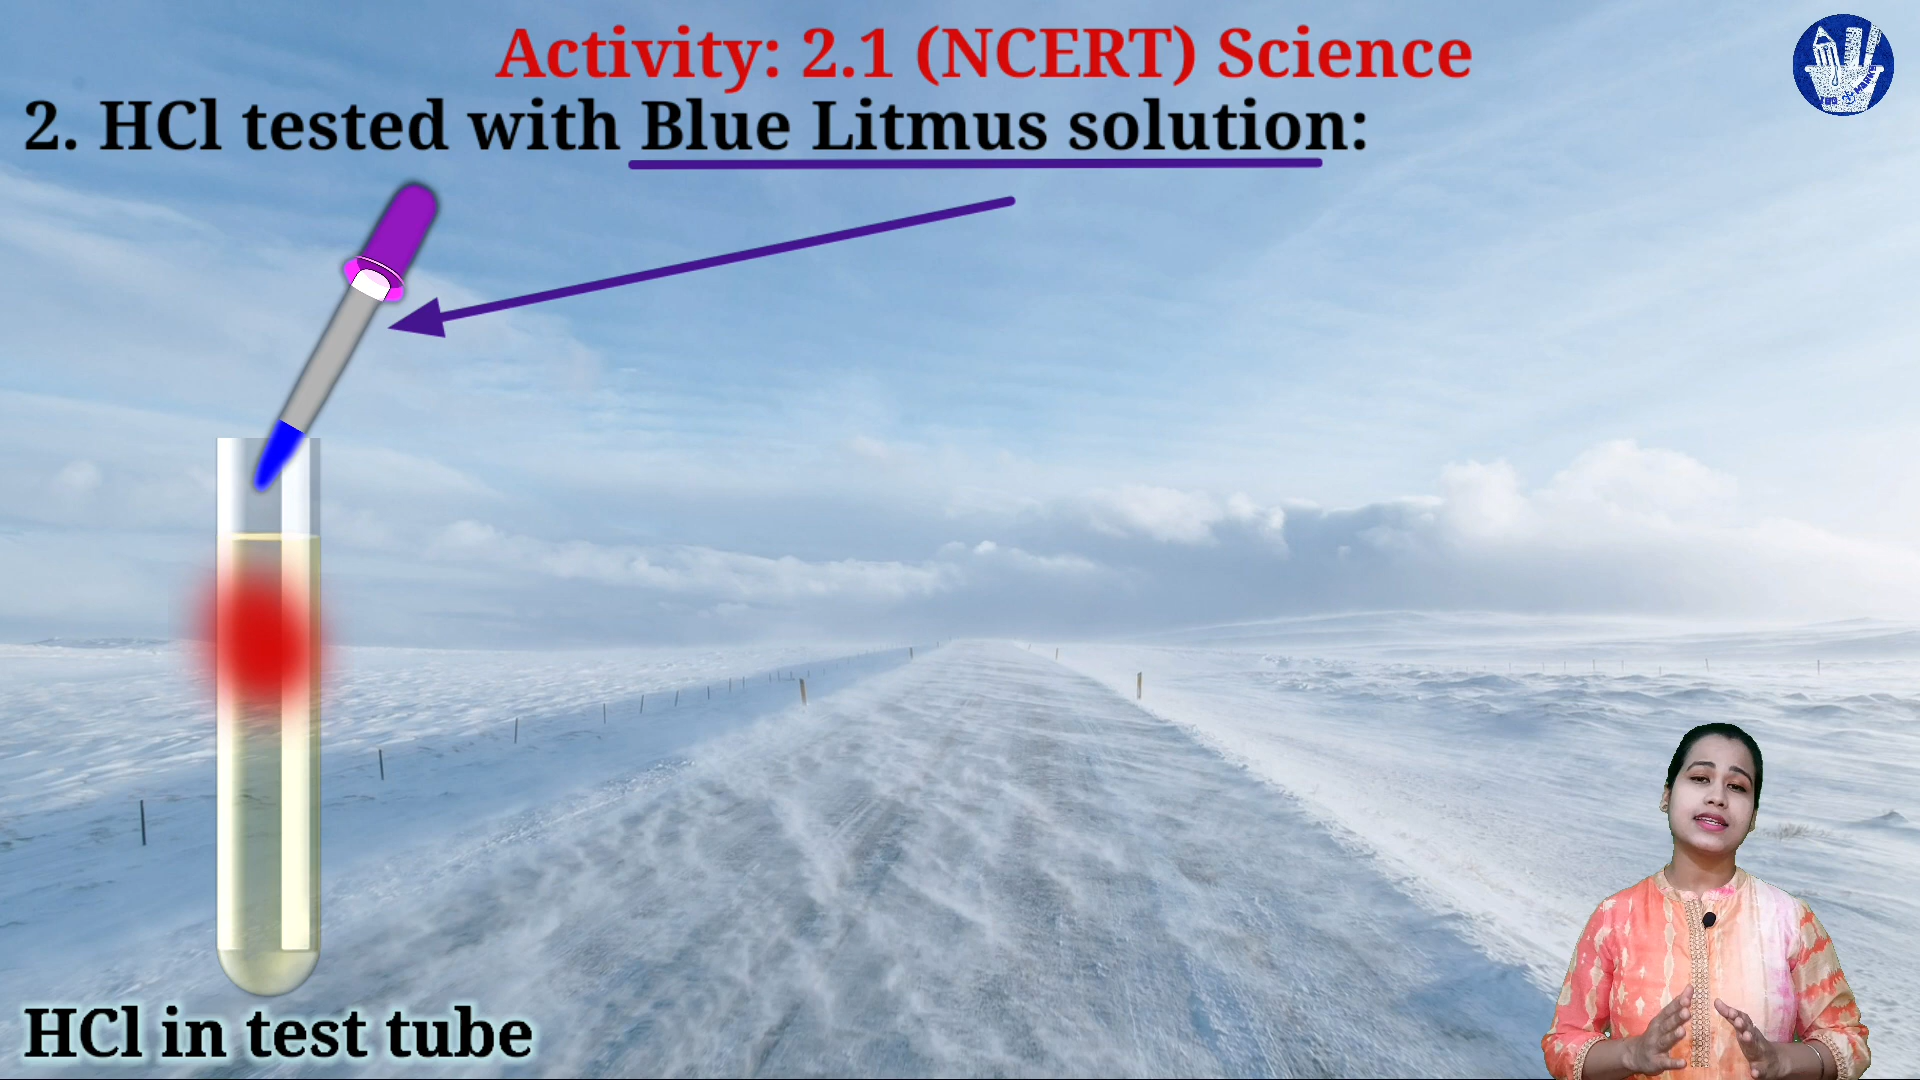 Activity: 2.1 (NCERT) Science
2. HCl tested with Blue Litmus solution:
HCl in test tube